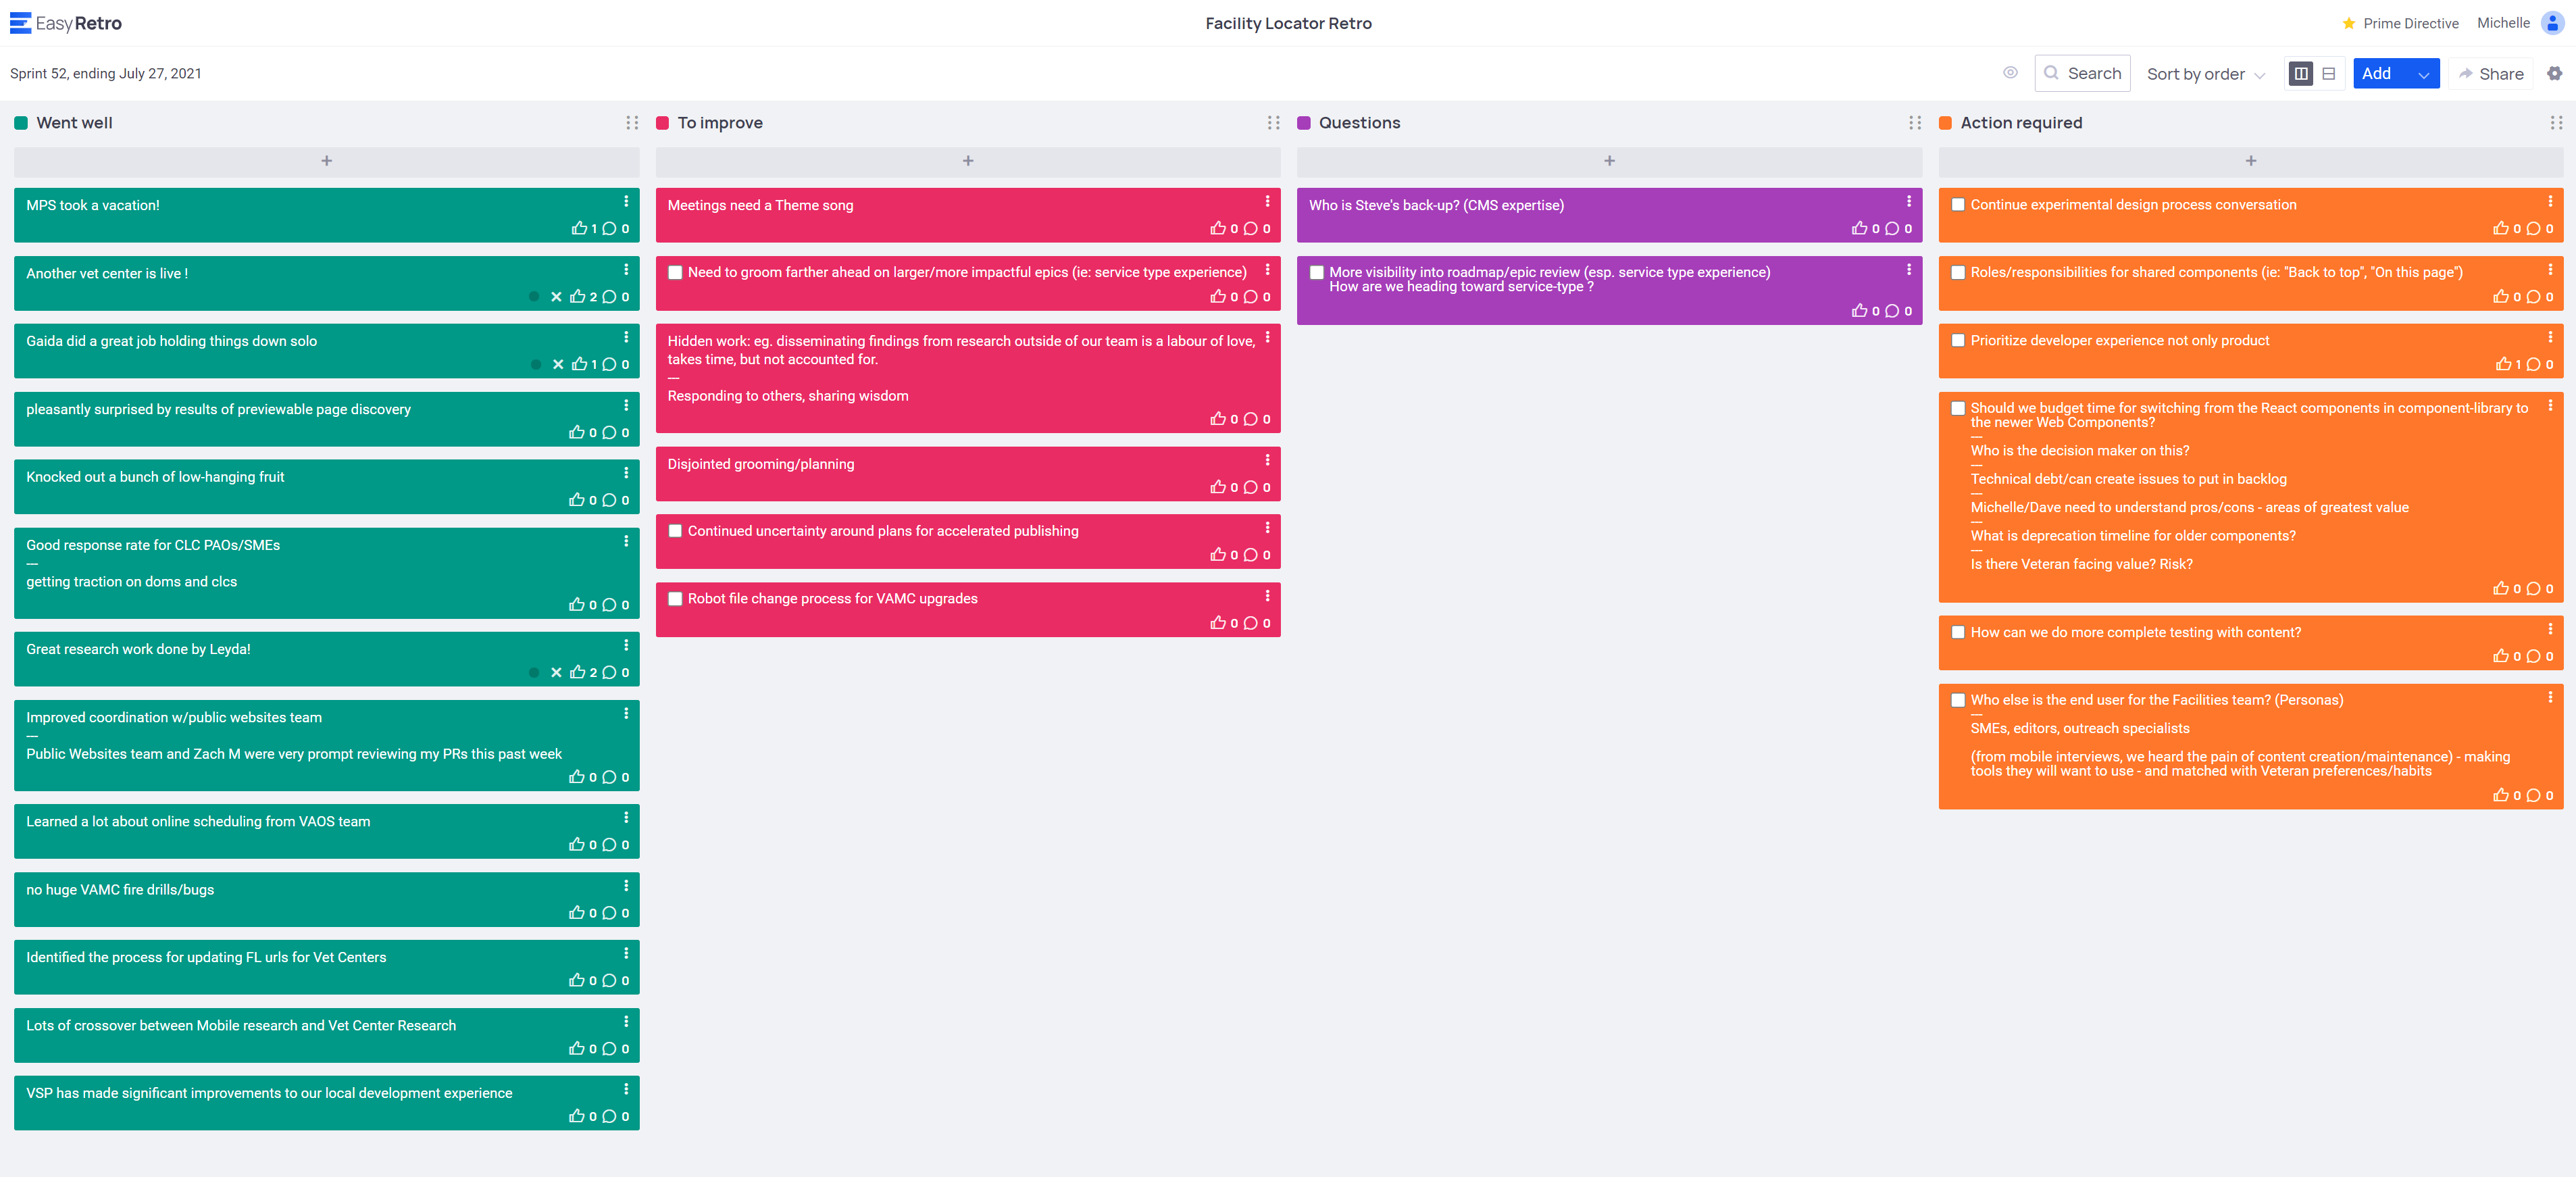 EasyRetro
Facility Locator Retro
Prime Directive
Michelle
Sprint 52, ending July 27, 2021
Search
Sort by order
Add
Share
Went well
+
MPS took a vacation!
1 0
Another vet center is live !
2 0
Gaida did a great job holding things down solo
1 0
pleasantly surprised by results of previewable page discovery
0 0
Knocked out a bunch of low-hanging fruit
0 0
Good response rate for CLC PAOs/SMEs
---
getting traction on doms and clcs
0 0
Great research work done by Leyda!
2 0
Improved coordination w/public websites team
---
Public Websites team and Zach M were very prompt reviewing my PRs this past week
0 0
Learned a lot about online scheduling from VAOS team
0 0
no huge VAMC fire drills/bugs
0 0
Identified the process for updating FL urls for Vet Centers
0 0
Lots of crossover between Mobile research and Vet Center Research
0 0
VSP has made significant improvements to our local development experience
0 0
To improve
+
Meetings need a Theme song
0 0
Need to groom farther ahead on larger/more impactful epics (ie: service type experience)
0 0
Hidden work: eg. disseminating findings from research outside of our team is a labour of love,
takes time, but not accounted for.
---
Responding to others, sharing wisdom
0 0
Disjointed grooming/planning
0 0
Continued uncertainty around plans for accelerated publishing
0 0
Robot file change process for VAMC upgrades
0 0
Questions
+
Who is Steve's back-up? (CMS expertise)
0 0
More visibility into roadmap/epic review (esp. service type experience)
How are we heading toward service-type ?
0 0
Action required
+
Continue experimental design process conversation
0 0
Roles/responsibilities for shared components (ie: "Back to top", "On this page")
0 0
Prioritize developer experience not only product
1 0
Should we budget time for switching from the React components in component-library to
the newer Web Components?
---
Who is the decision maker on this?
---
Technical debt/can create issues to put in backlog
---
Michelle/Dave need to understand pros/cons - areas of greatest value
---
What is deprecation timeline for older components?
---
Is there Veteran facing value? Risk?
0 0
How can we do more complete testing with content?
0 0
Who else is the end user for the Facilities team? (Personas)
---
SMEs, editors, outreach specialists
(from mobile interviews, we heard the pain of content creation/maintenance) - making
tools they will want to use - and matched with Veteran preferences/habits
0 0